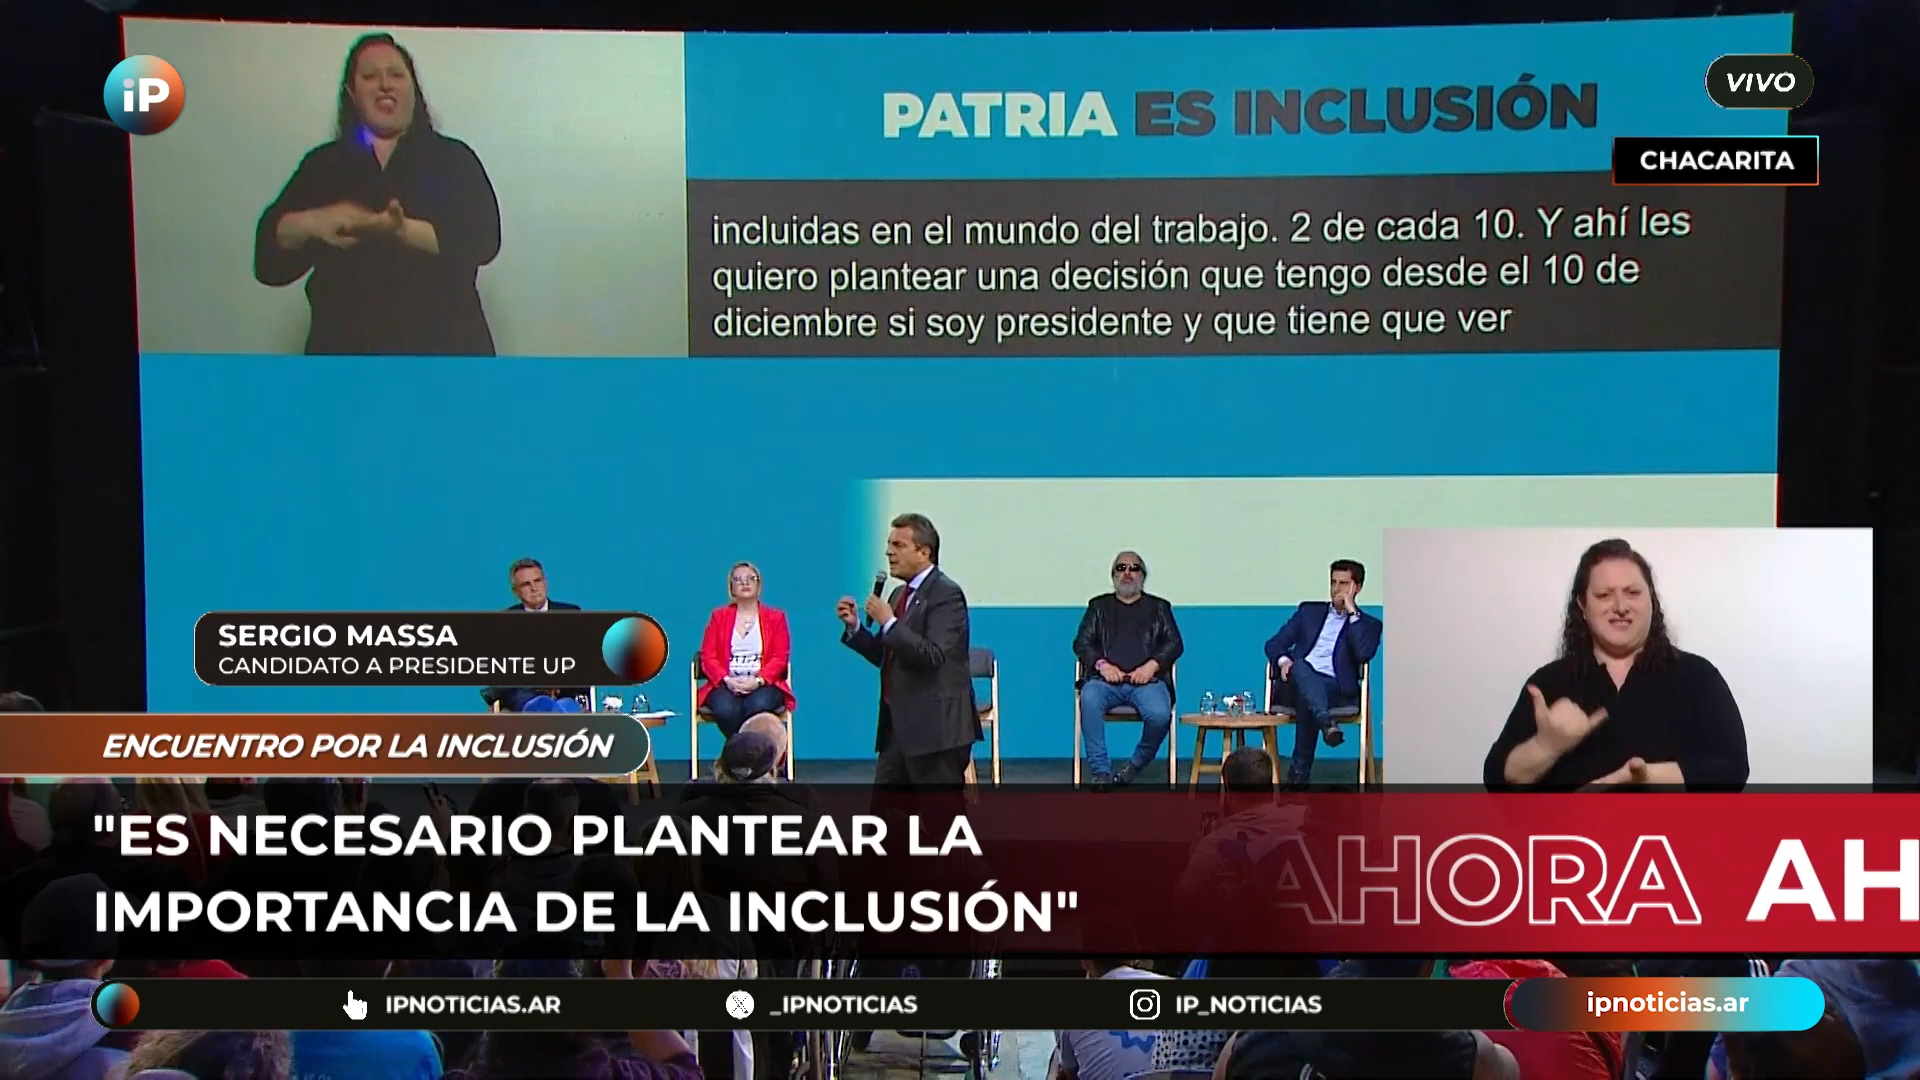 iP
VIVO
CHACARITA
PATRIA ES INCLUSIÓN
incluidas en el mundo del trabajo. 2 de cada 10. Y ahí les
quiero plantear una decisión que tengo desde el 10 de
diciembre si soy presidente y que tiene que ver
SERGIO MASSA
CANDIDATO A PRESIDENTE UP
ENCUENTRO POR LA INCLUSIÓN
"ES NECESARIO PLANTEAR LA
IMPORTANCIA DE LA INCLUSIÓN"
AHORA AH
IPNOTICIAS.AR
_IPNOTICIAS
IP_NOTICIAS
ipnoticias.ar